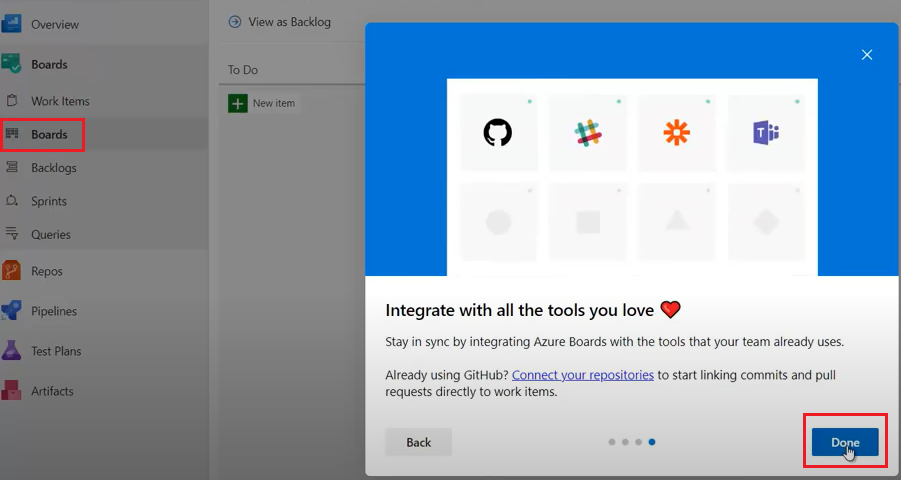 Overview
Boards
Work Items
Boards
Backlogs
Sprints
Queries
Repos
Pipelines
Test Plans
Artifacts
View as Backlog
To Do
New item
Integrate with all the tools you love ❤️
Stay in sync by integrating Azure Boards with the tools that your team already uses.
Already using GitHub? Connect your repositories to start linking commits and pull
requests directly to work items.
Back
Done